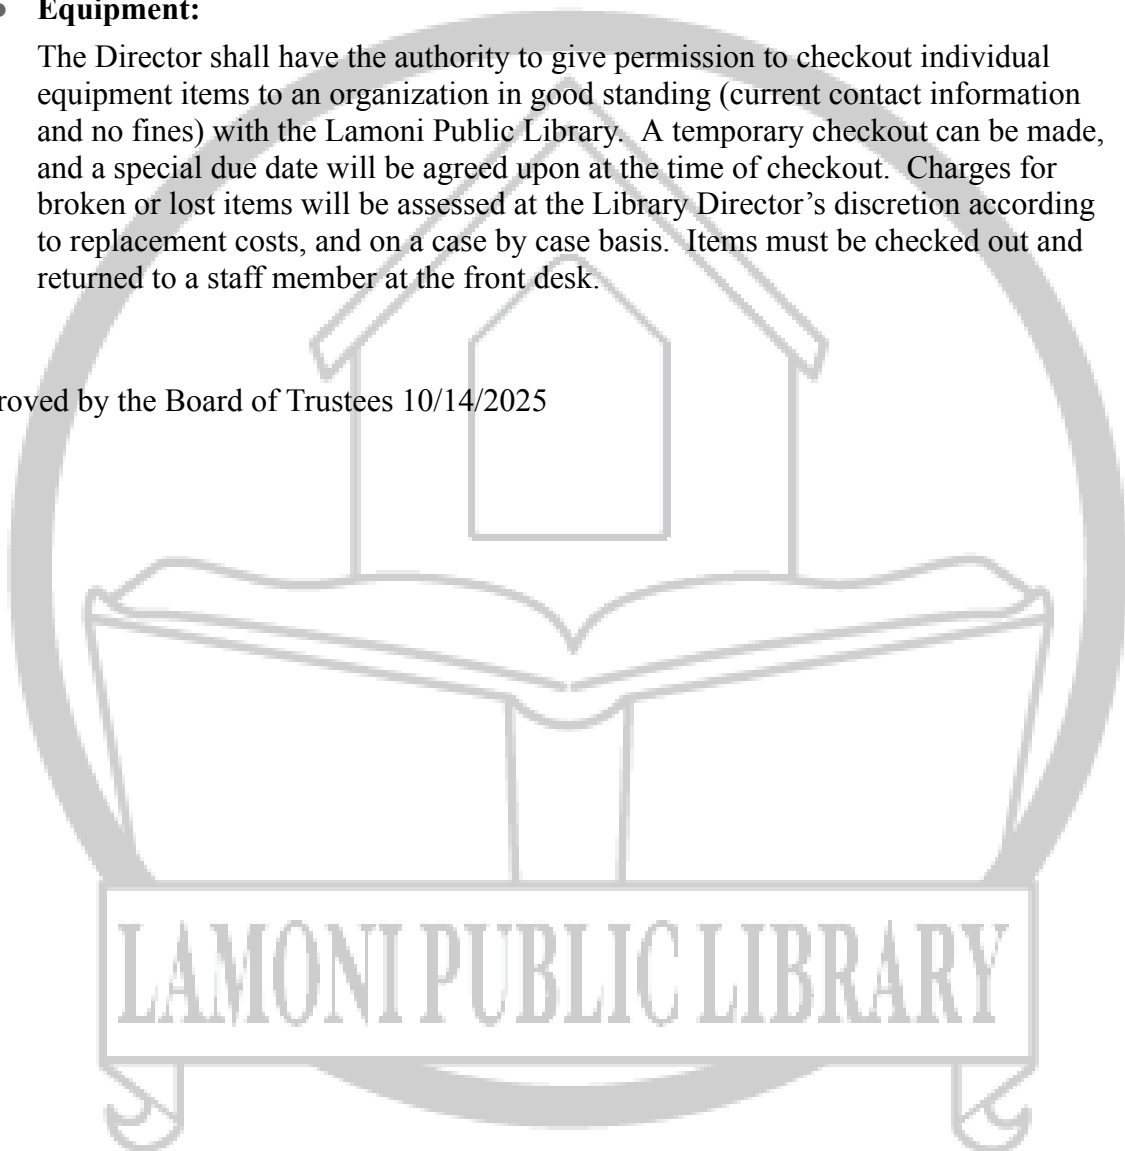 Equipment:
The Director shall have the authority to give permission to checkout individual
equipment items to an organization in good standing (current contact information
and no fines) with the Lamoni Public Library.  A temporary checkout can be made,
and a special due date will be agreed upon at the time of checkout.  Charges for
broken or lost items will be assessed at the Library Director’s discretion according
to replacement costs, and on a case by case basis.  Items must be checked out and
returned to a staff member at the front desk.
roved by the Board of Trustees 10/14/2025
LAMONI PUBLIC LIBRARY